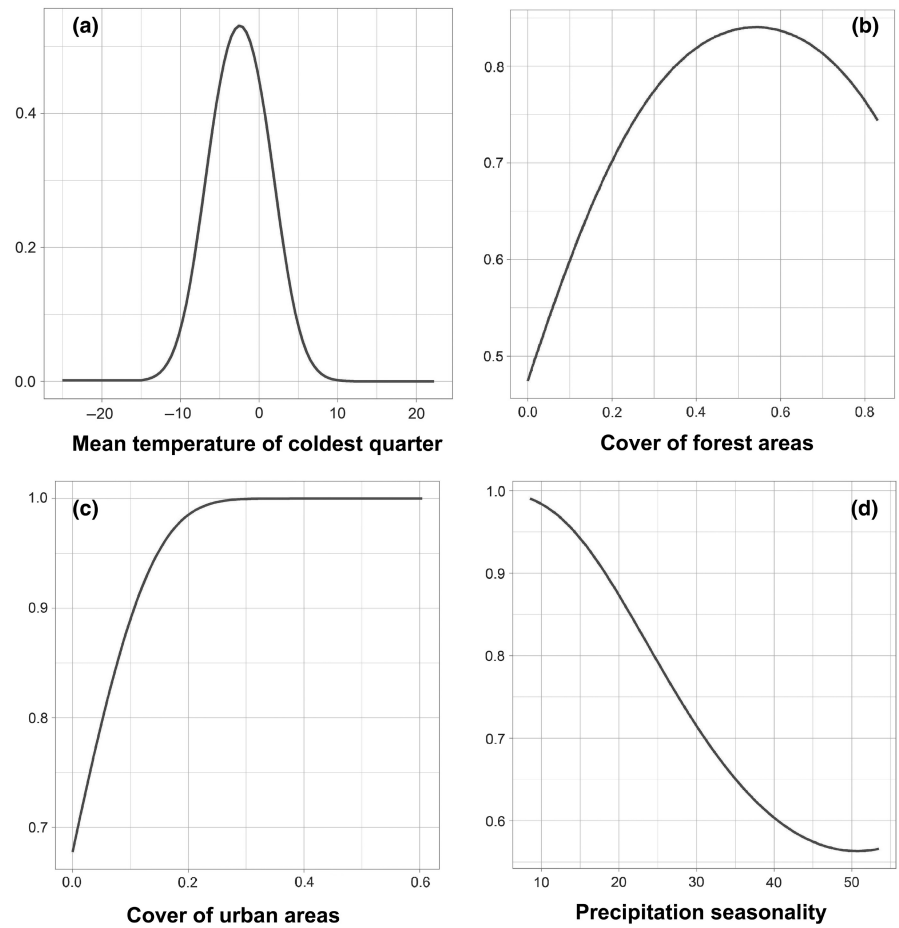 (a)
0.4
0.2
0.0
−20 −10 0 10 20
Mean temperature of coldest quarter
(b)
0.8
0.7
0.6
0.5
0.0 0.2 0.4 0.6 0.8
Cover of forest areas
(c)
1.0
0.9
0.8
0.7
0.0 0.2 0.4 0.6
Cover of urban areas
(d)
1.0
0.9
0.8
0.7
0.6
10 20 30 40 50
Precipitation seasonality